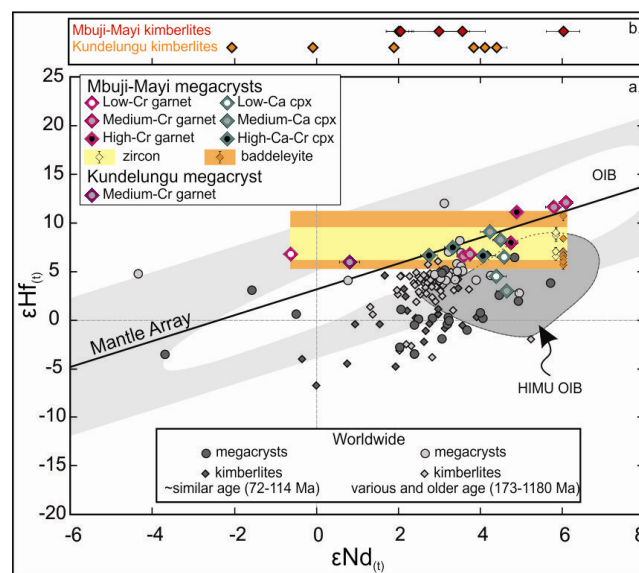 b.
Mbuji-Mayi kimberlites
Kundelungu kimberlites
a.
Mbuji-Mayi megacrysts
Low-Cr garnet Low-Ca cpx
Medium-Cr garnet Medium-Ca cpx
High-Cr garnet High-Ca-Cr cpx
zircon baddeleyite
Kundelungu megacryst
Medium-Cr garnet
OIB
Mantle Array
HIMU OIB
Worldwide
megacrysts megacrysts
kimberlites kimberlites
~similar age (72-114 Ma) various and older age (173-1180 Ma)
εHf(t)
25
20
15
10
5
0
-5
-10
-15
-20
-6 -4 -2 0 2 4 6 8
εNd(t)